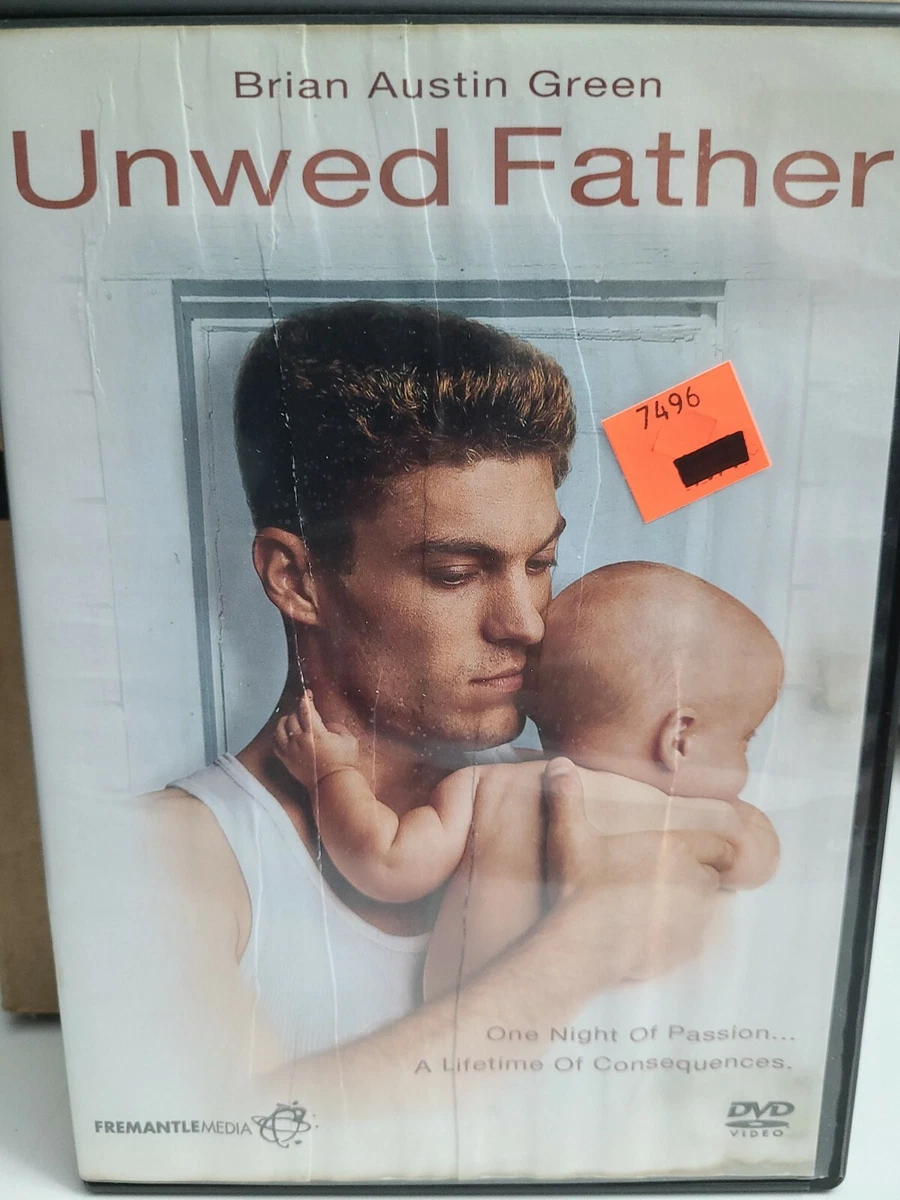 Brian Austin Green
Unwed Father
7496
One Night Of Passion...
A Lifetime Of Consequences.
FREMANTLEMEDIA
DVD
VIDEO